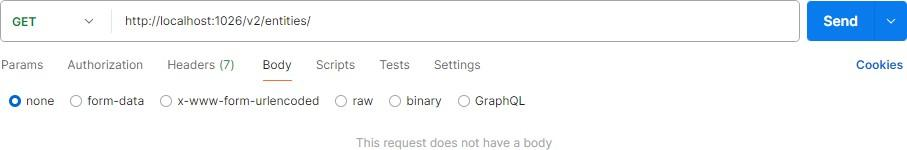 GET http://localhost:1026/v2/entities/ Send
Params Authorization Headers (7) Body Scripts Tests Settings Cookies
none form-data x-www-form-urlencoded raw binary GraphQL
This request does not have a body